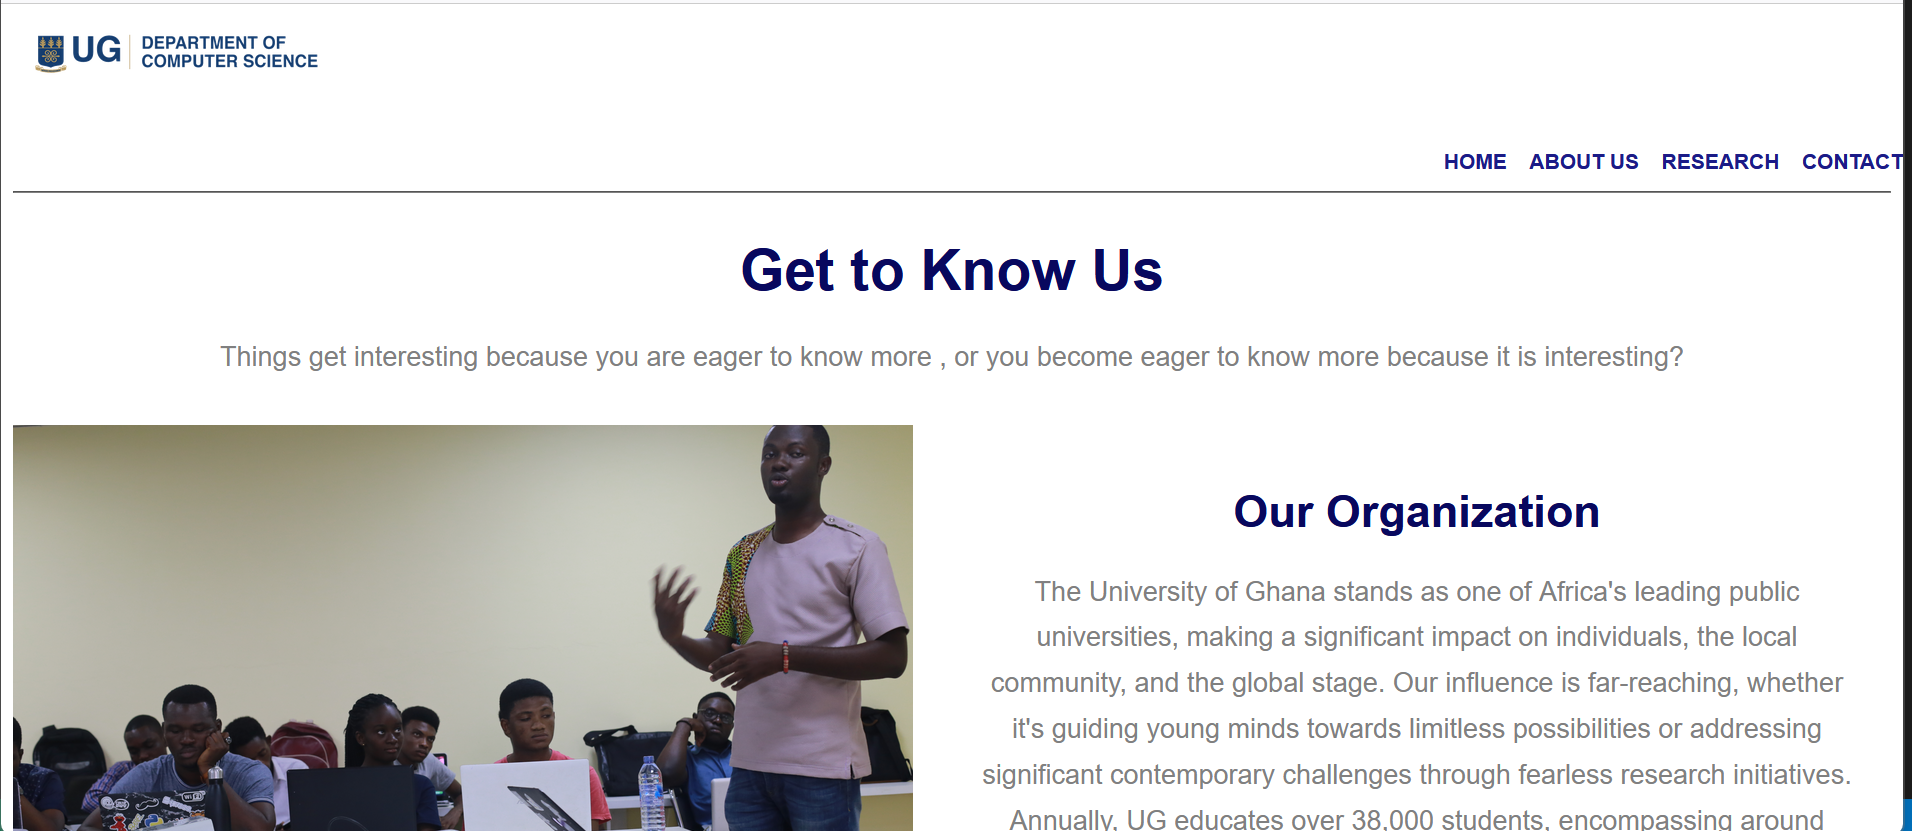 UG
DEPARTMENT OF
COMPUTER SCIENCE
HOME ABOUT US RESEARCH CONTACT
Get to Know Us
Things get interesting because you are eager to know more , or you become eager to know more because it is interesting?
Our Organization
The University of Ghana stands as one of Africa's leading public
universities, making a significant impact on individuals, the local
community, and the global stage. Our influence is far-reaching, whether
it's guiding young minds towards limitless possibilities or addressing
significant contemporary challenges through fearless research initiatives.
Annually, UG educates over 38,000 students, encompassing around